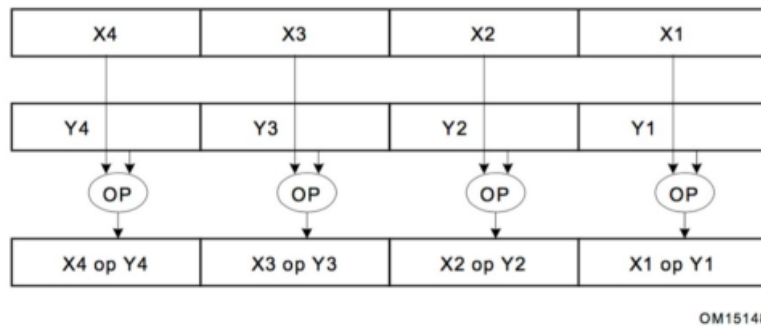 X4 X3 X2 X1
Y4 Y3 Y2 Y1
OP OP OP OP
X4 op Y4 X3 op Y3 X2 op Y2 X1 op Y1
OM15148